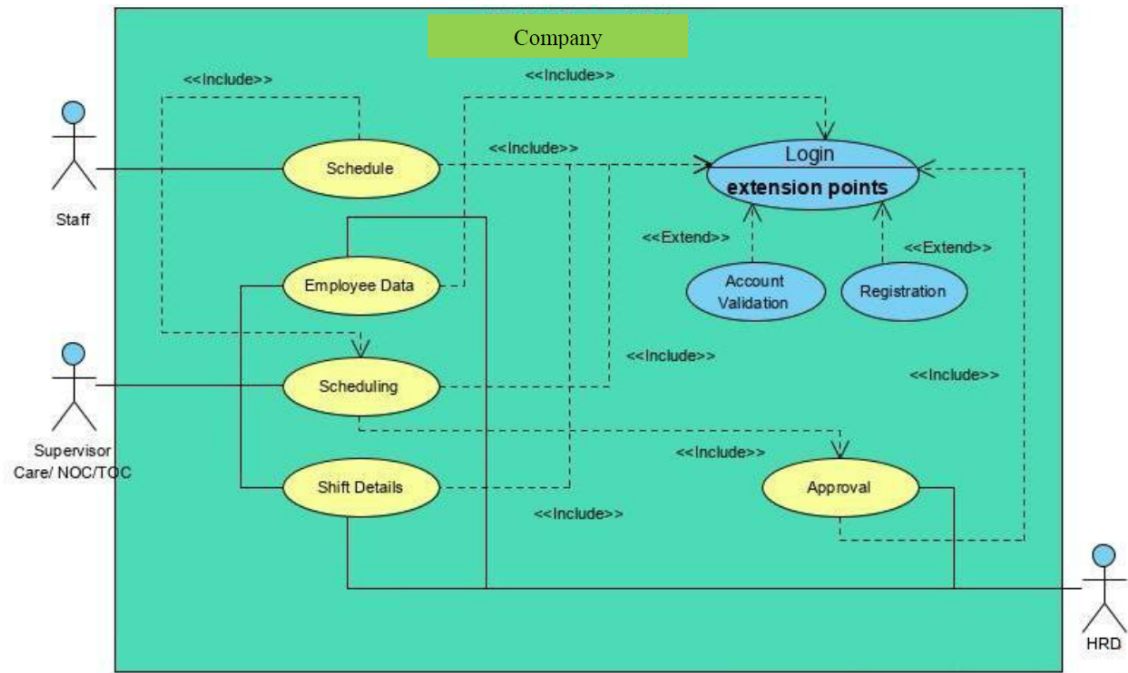 Company
<<Include>>
<<Include>>
Schedule
<<Include>>
Login
extension points
Staff
<<Extend>>
<<Extend>>
Employee Data
Account
Validation
Registration
<<Include>>
<<Include>>
Scheduling
Supervisor
Care/ NOC/TOC
<<Include>>
Shift Details
Approval
<<Include>>
HRD